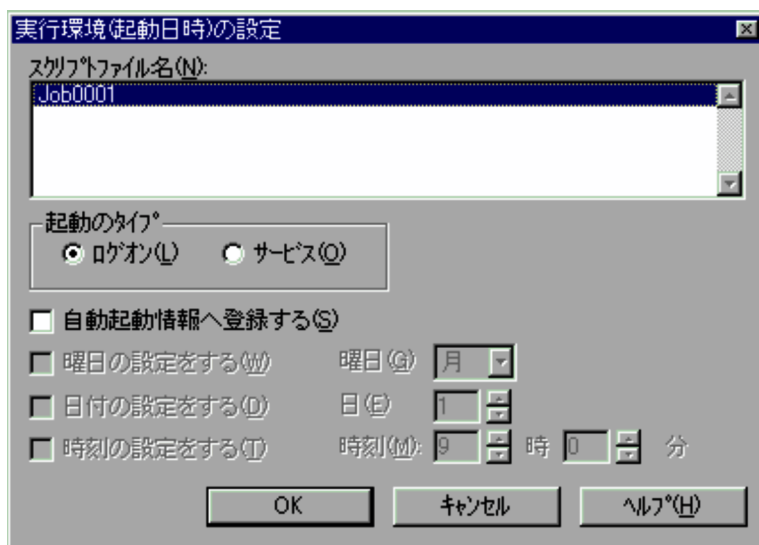 実行環境(起動日時)の設定
ｽｸﾘﾌﾟﾄﾌｧｲﾙ名(N):
Job0001
起動のﾀｲﾌﾟ
ﾛｸﾞｵﾝ(L) ｻｰﾋﾞｽ(O)
自動起動情報へ登録する(S)
曜日の設定をする(W) 曜日(G) 月
日付の設定をする(D) 日(E) 1
時刻の設定をする(T) 時刻(M): 9 時 0 分
OK ｷｬﾝｾﾙ ﾍﾙﾌﾟ(H)